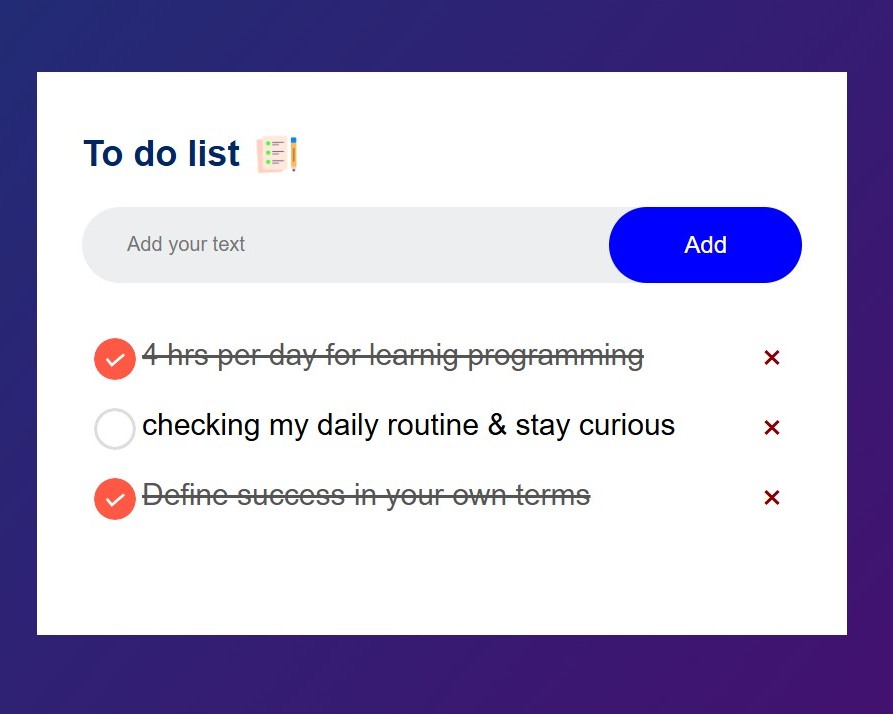 To do list
Add your text
Add
4 hrs per day for learnig programming
checking my daily routine & stay curious
Define success in your own terms